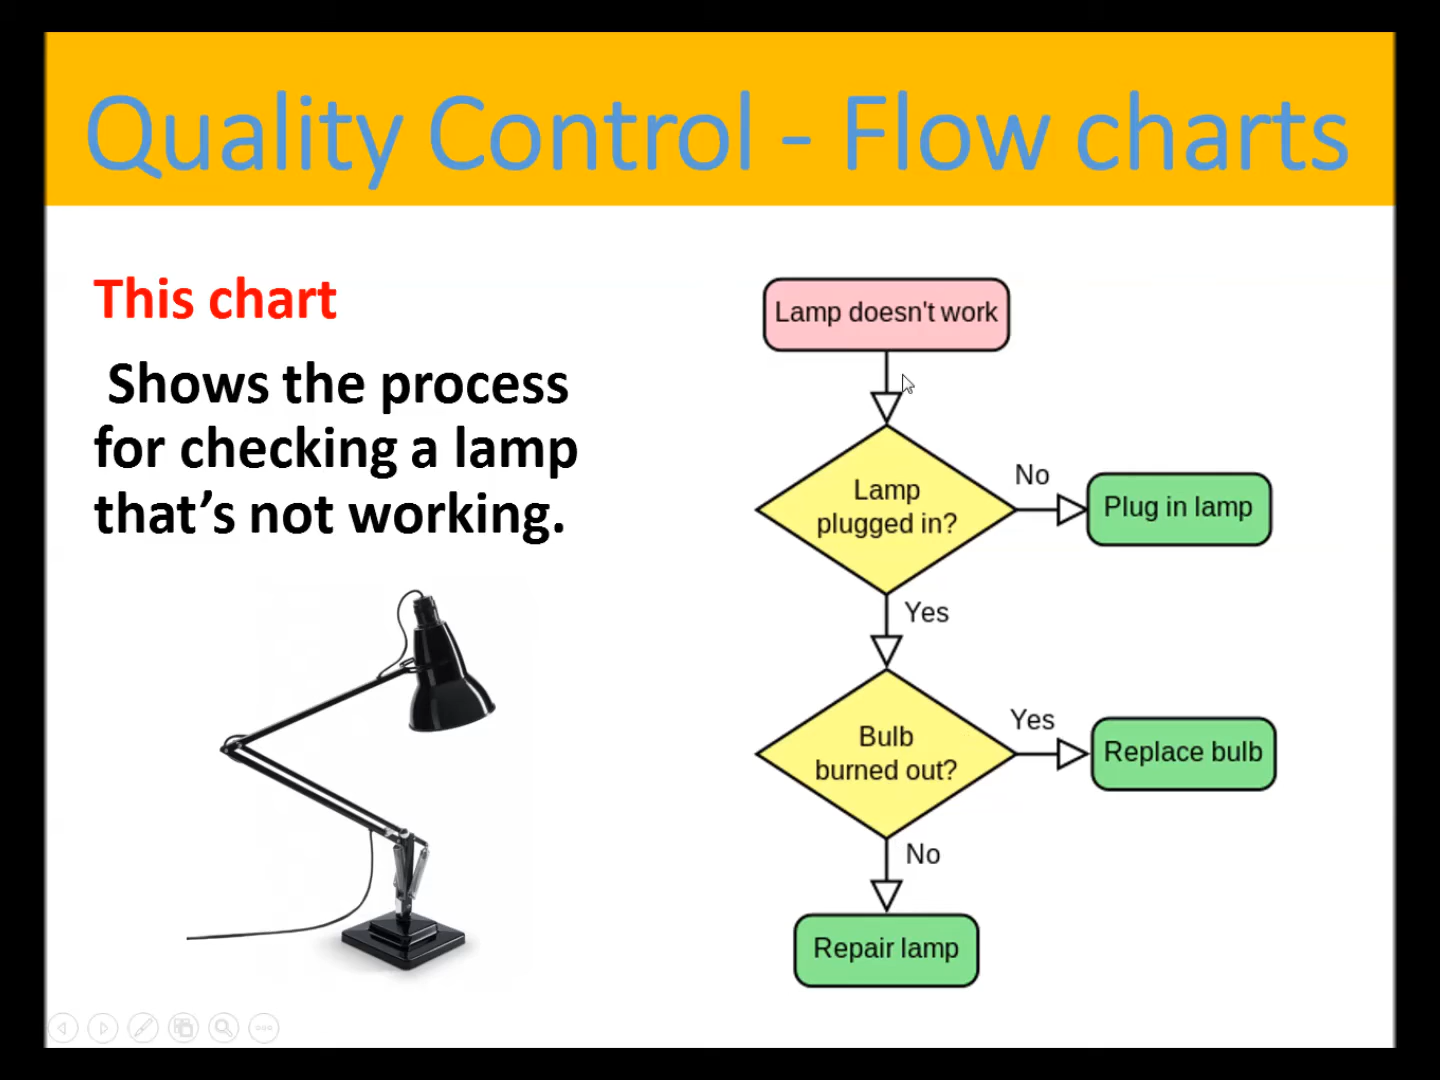 Quality Control - Flow charts
This chart
Shows the process
for checking a lamp
that’s not working.
Lamp doesn't work
Lamp
plugged in?
No
Plug in lamp
Yes
Bulb
burned out?
Yes
Replace bulb
No
Repair lamp